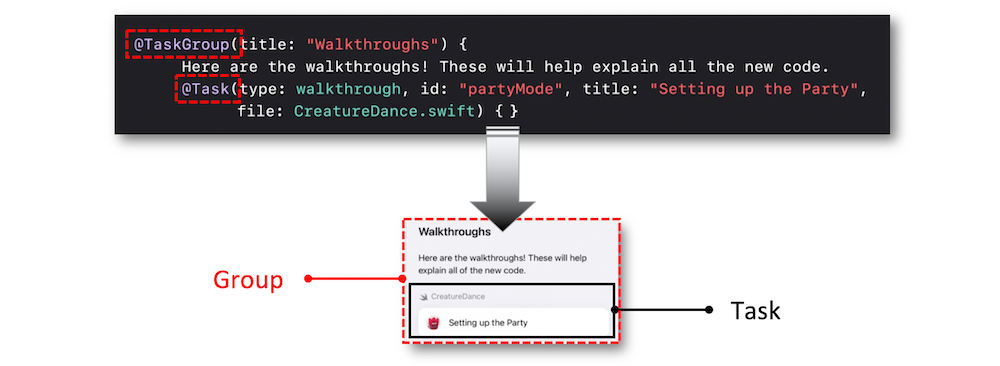 @TaskGroup(title: "Walkthroughs") {
Here are the walkthroughs! These will help explain all the new code.
@Task(type: walkthrough, id: "partyMode", title: "Setting up the Party",
file: CreatureDance.swift) { }
Walkthroughs
Here are the walkthroughs! These will help
explain all of the new code.
Group
CreatureDance
Task
Setting up the Party